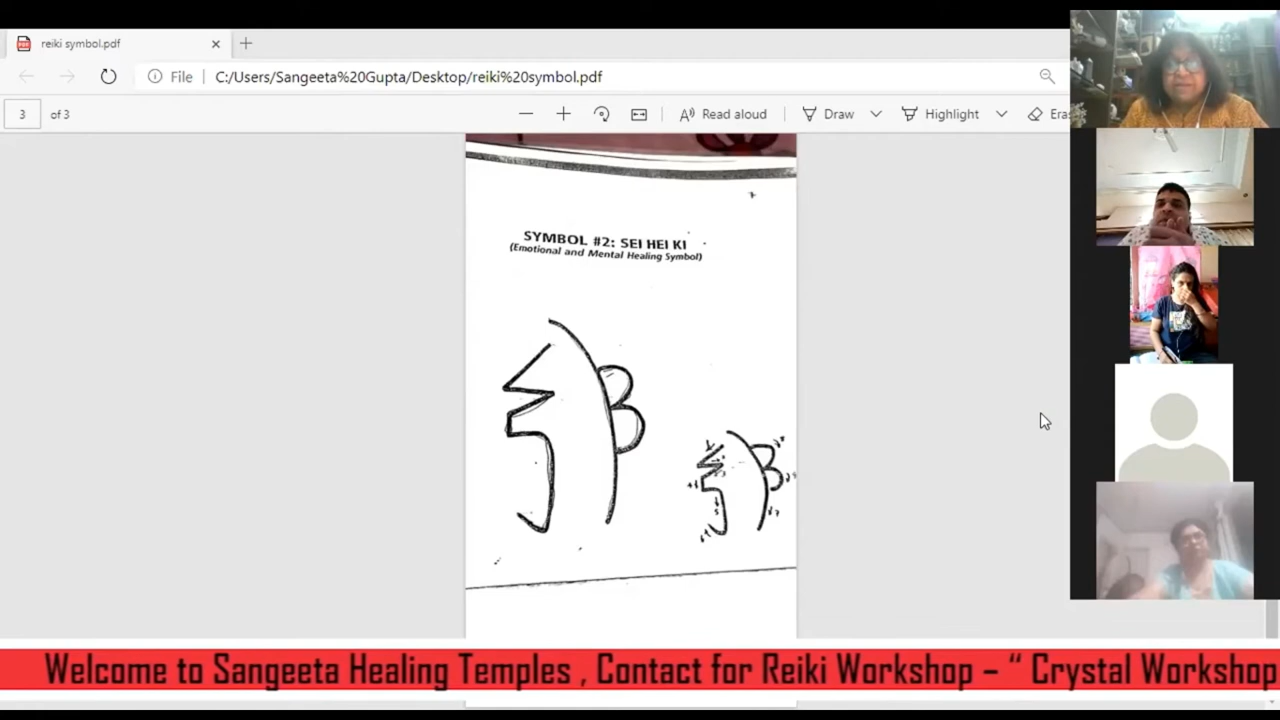 reiki symbol.pdf
File C:/Users/Sangeeta%20Gupta/Desktop/reiki%20symbol.pdf
3 of 3 Read aloud Draw Highlight
SYMBOL #2: SEI HEI KI
(Emotional and Mental Healing Symbol)
Welcome to Sangeeta Healing Temples , Contact for Reiki Workshop – “ Crystal Workshop